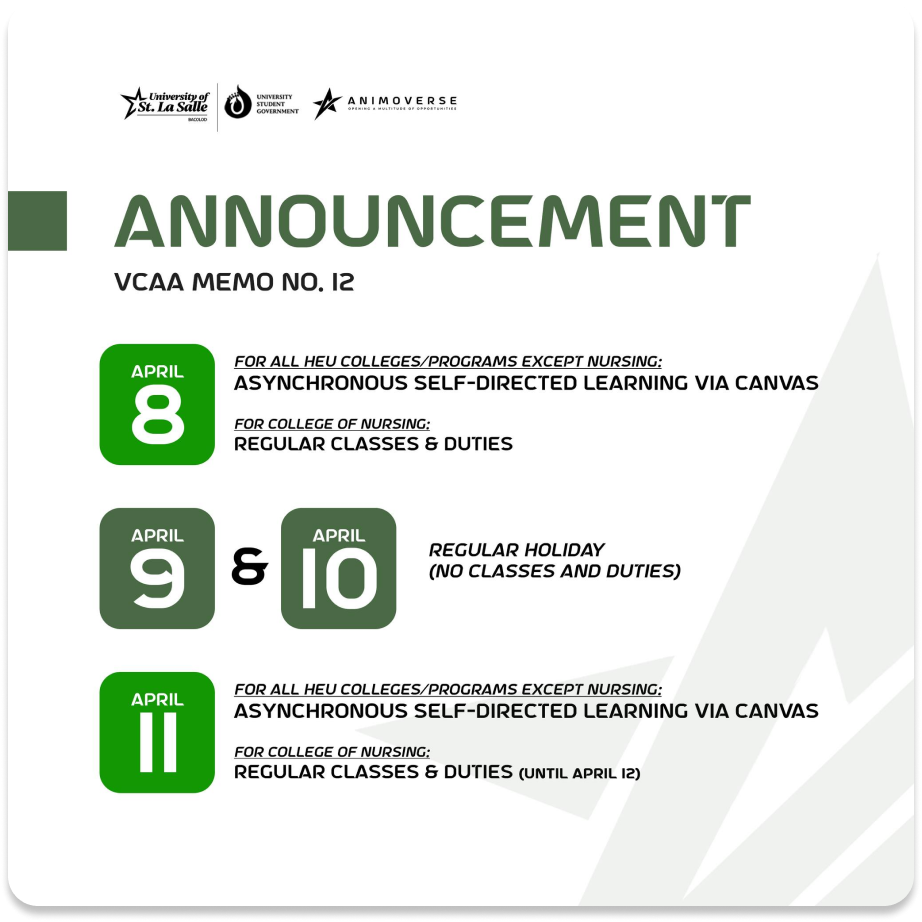 University of
St. La Salle
BACOLOD
UNIVERSITY
STUDENT
GOVERNMENT
ANIMOVERSE
OPENING A MULTITUDE OF OPPORTUNITIES
ANNOUNCEMENT
VCAA MEMO NO. 12
APRIL
8
FOR ALL HEU COLLEGES/PROGRAMS EXCEPT NURSING:
ASYNCHRONOUS SELF-DIRECTED LEARNING VIA CANVAS
FOR COLLEGE OF NURSING:
REGULAR CLASSES & DUTIES
APRIL
9
&
APRIL
10
REGULAR HOLIDAY
(NO CLASSES AND DUTIES)
APRIL
11
FOR ALL HEU COLLEGES/PROGRAMS EXCEPT NURSING:
ASYNCHRONOUS SELF-DIRECTED LEARNING VIA CANVAS
FOR COLLEGE OF NURSING:
REGULAR CLASSES & DUTIES (UNTIL APRIL 12)